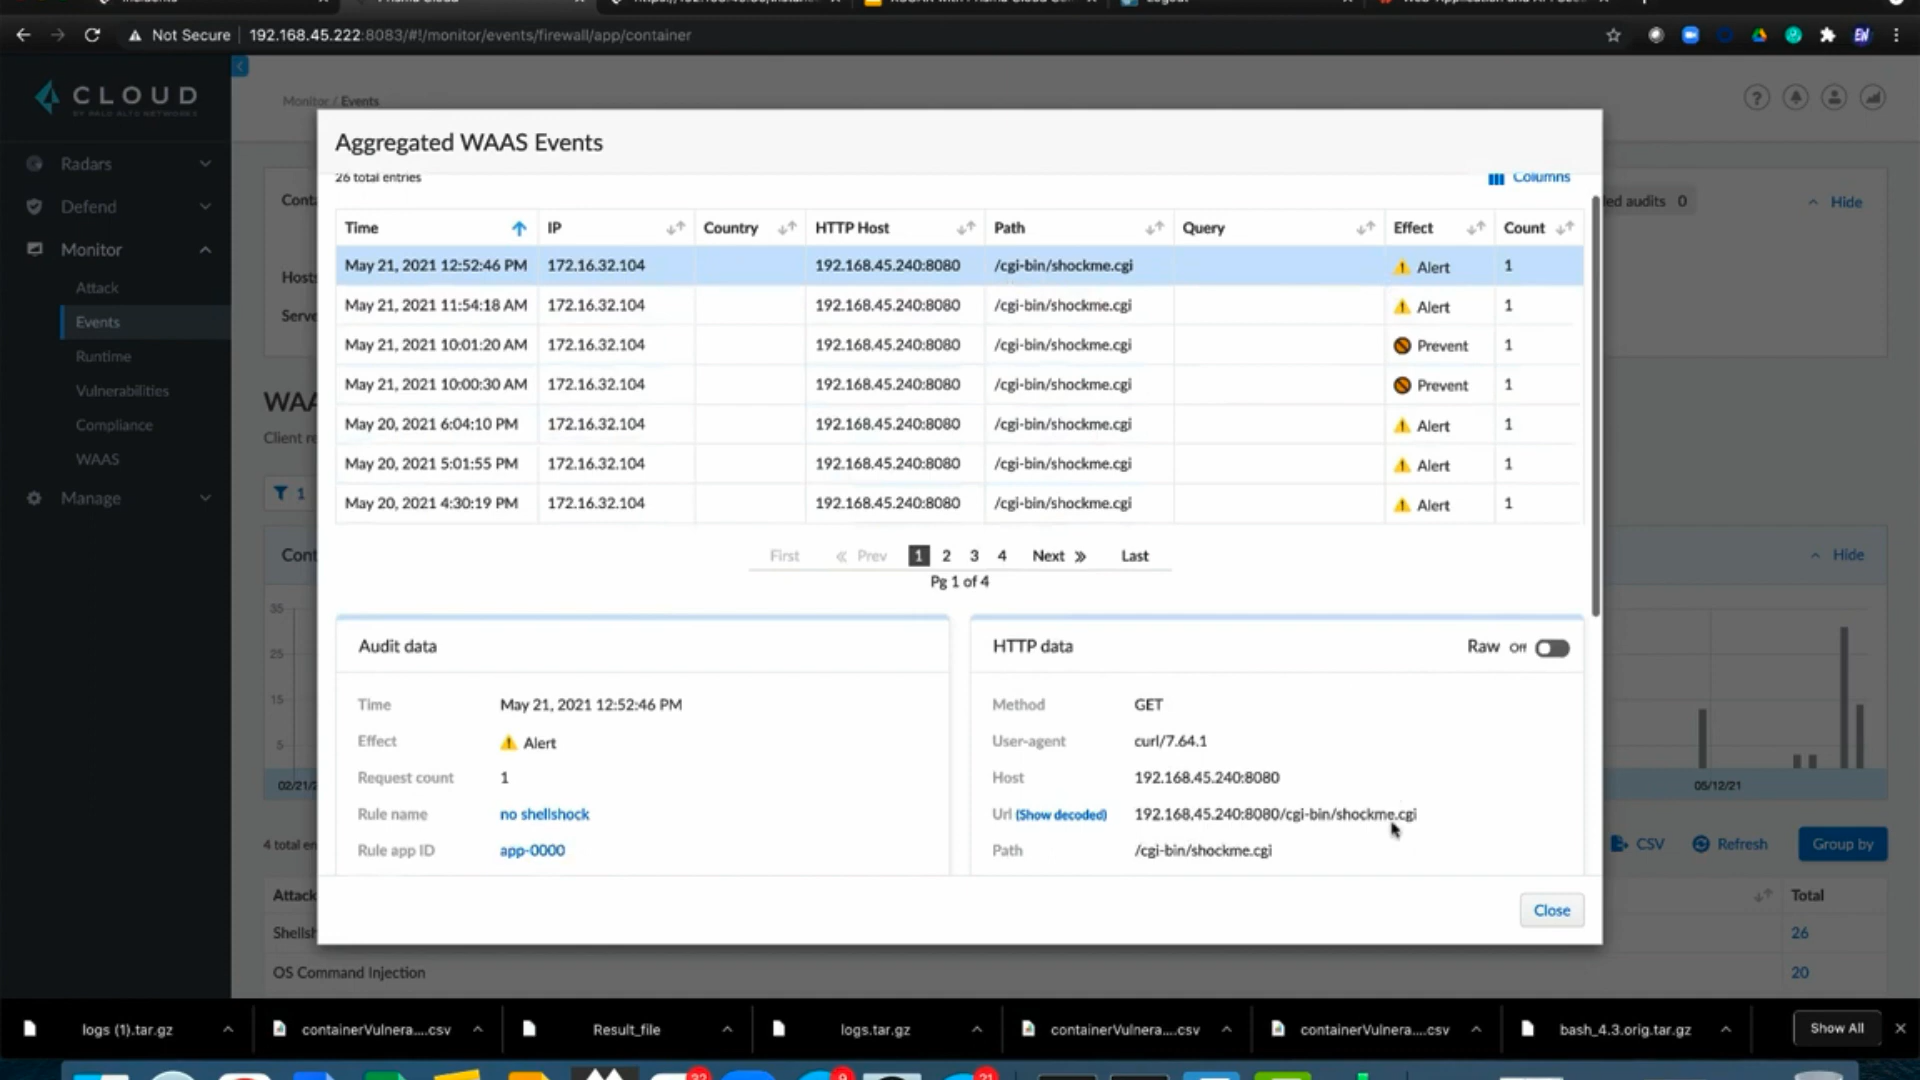 Not Secure 192.168.45.222:8083/#!/monitor/events/firewall/app/container
CLOUD
BY PALO ALTO NETWORKS
Monitor / Events
Radars
Defend
Monitor
Attack
Events
Runtime
Vulnerabilities
Compliance
WAAS
Manage
Aggregated WAAS Events
26 total entries
Columns
Time IP Country HTTP Host Path Query Effect Count
May 21, 2021 12:52:46 PM 172.16.32.104 192.168.45.240:8080 /cgi-bin/shockme.cgi Alert 1
May 21, 2021 11:54:18 AM 172.16.32.104 192.168.45.240:8080 /cgi-bin/shockme.cgi Alert 1
May 21, 2021 10:01:20 AM 172.16.32.104 192.168.45.240:8080 /cgi-bin/shockme.cgi Prevent 1
May 21, 2021 10:00:30 AM 172.16.32.104 192.168.45.240:8080 /cgi-bin/shockme.cgi Prevent 1
May 20, 2021 6:04:10 PM 172.16.32.104 192.168.45.240:8080 /cgi-bin/shockme.cgi Alert 1
May 20, 2021 5:01:55 PM 172.16.32.104 192.168.45.240:8080 /cgi-bin/shockme.cgi Alert 1
May 20, 2021 4:30:19 PM 172.16.32.104 192.168.45.240:8080 /cgi-bin/shockme.cgi Alert 1
First « Prev 1 2 3 4 Next » Last
Pg 1 of 4
Audit data
Time May 21, 2021 12:52:46 PM
Effect Alert
Request count 1
Rule name no shellshock
Rule app ID app-0000
HTTP data Raw Off
Method GET
User-agent curl/7.64.1
Host 192.168.45.240:8080
Url (Show decoded) 192.168.45.240:8080/cgi-bin/shockme.cgi
Path /cgi-bin/shockme.cgi
Close
audits 0
Hide
Conta
Hosts
Serve
WAA
Client re
1
Cont
Hide
35
25
15
5
02/21/2
05/12/21
4 total en
CSV Refresh Group by
Attack Total
Shellsh 26
OS Command Injection 20
logs (1).tar.gz
containerVulnera....csv
Result_file
logs.tar.gz
containerVulnera....csv
containerVulnera....csv
bash_4.3.orig.tar.gz
Show All
9
21